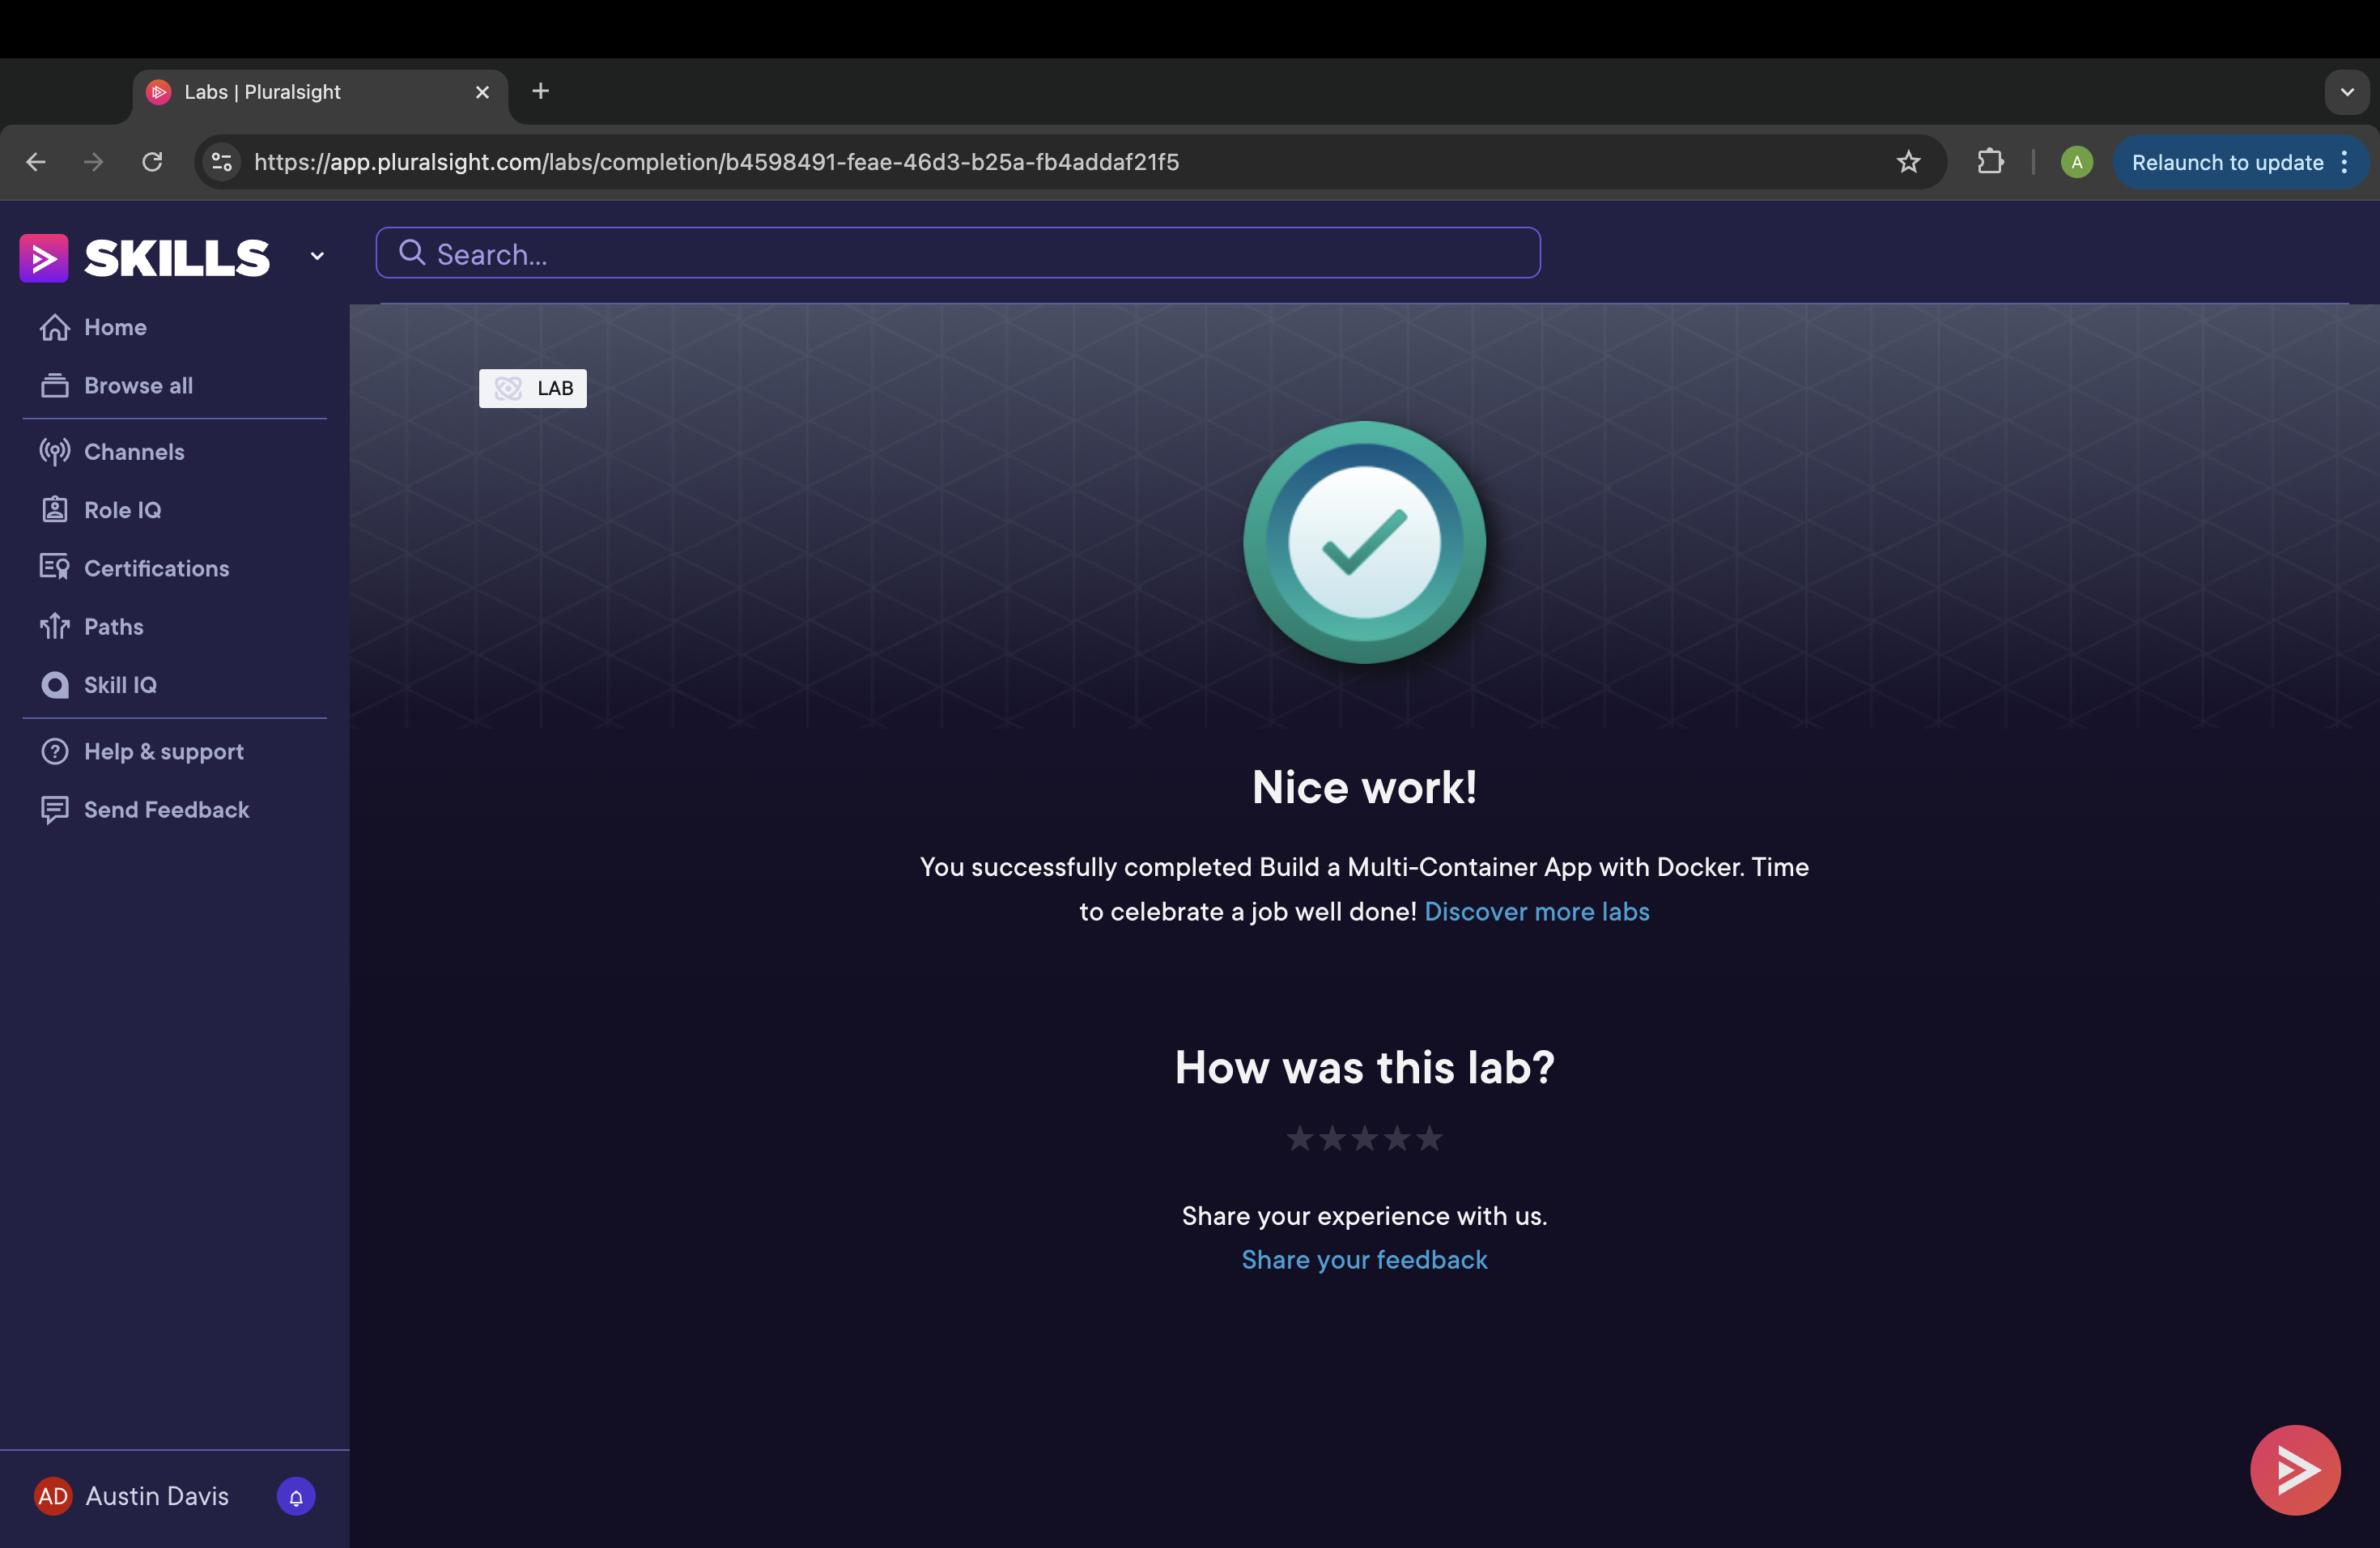 Labs | Pluralsight
https://app.pluralsight.com/labs/completion/b4598491-feae-46d3-b25a-fb4addaf21f5
A
Relaunch to update
SKILLS
Search...
Home
Browse all
Channels
Role IQ
Certifications
Paths
Skill IQ
Help & support
Send Feedback
LAB
Nice work!
You successfully completed Build a Multi-Container App with Docker. Time
to celebrate a job well done! Discover more labs
How was this lab?
Share your experience with us.
Share your feedback
AD Austin Davis